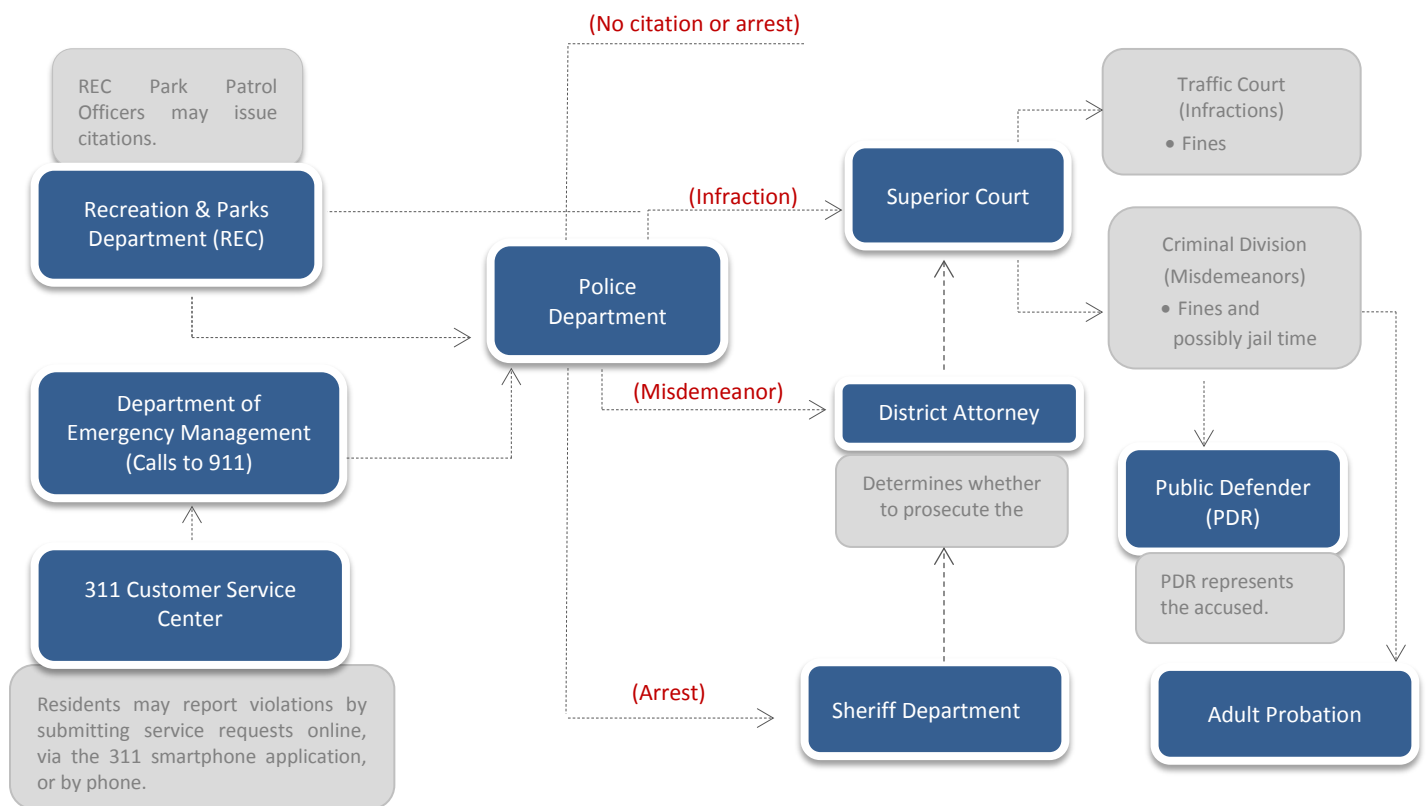 (No citation or arrest)
REC Park Patrol
Officers may issue
citations.
Recreation & Parks
Department (REC)
Department of
Emergency Management
(Calls to 911)
311 Customer Service
Center
Residents may report violations by
submitting service requests online,
via the 311 smartphone application,
or by phone.
Police
Department
(Infraction)
(Misdemeanor)
(Arrest)
Superior Court
District Attorney
Determines whether
to prosecute the
Sheriff Department
Traffic Court
(Infractions)
• Fines
Criminal Division
(Misdemeanors)
• Fines and
possibly jail time
Public Defender
(PDR)
PDR represents
the accused.
Adult Probation